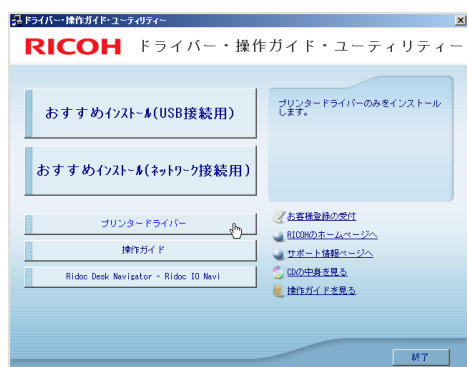 ドライバー・操作ガイド・ユーティリティー
RICOH ドライバー・操作ガイド・ユーティリティー
おすすめインストール(USB接続用)
プリンタードライバーのみをインストール
します。
おすすめインストール(ネットワーク接続用)
プリンタードライバー
操作ガイド
Ridoc Desk Navigator - Ridoc IO Navi
お客様登録の受付
RICOHのホームページへ
サポート情報ページへ
CDの中身を見る
操作ガイドを見る
終了